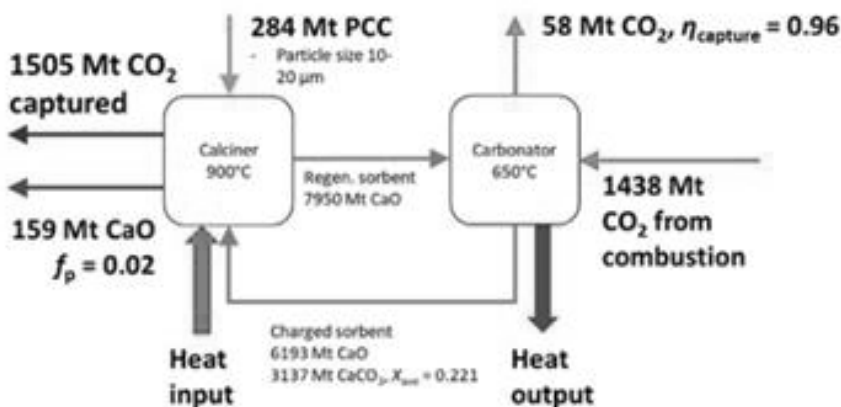 284 Mt PCC
- Particle size 10-
20 µm
58 Mt CO₂, ηcapture = 0.96
1505 Mt CO₂
captured
Calciner
900°C
Carbonator
650°C
Regen. sorbent
7950 Mt CaO
1438 Mt
CO₂ from
combustion
159 Mt CaO
fₚ = 0.02
Charged sorbent
6193 Mt CaO
3137 Mt CaCO₃, Xave = 0.221
Heat
input
Heat
output